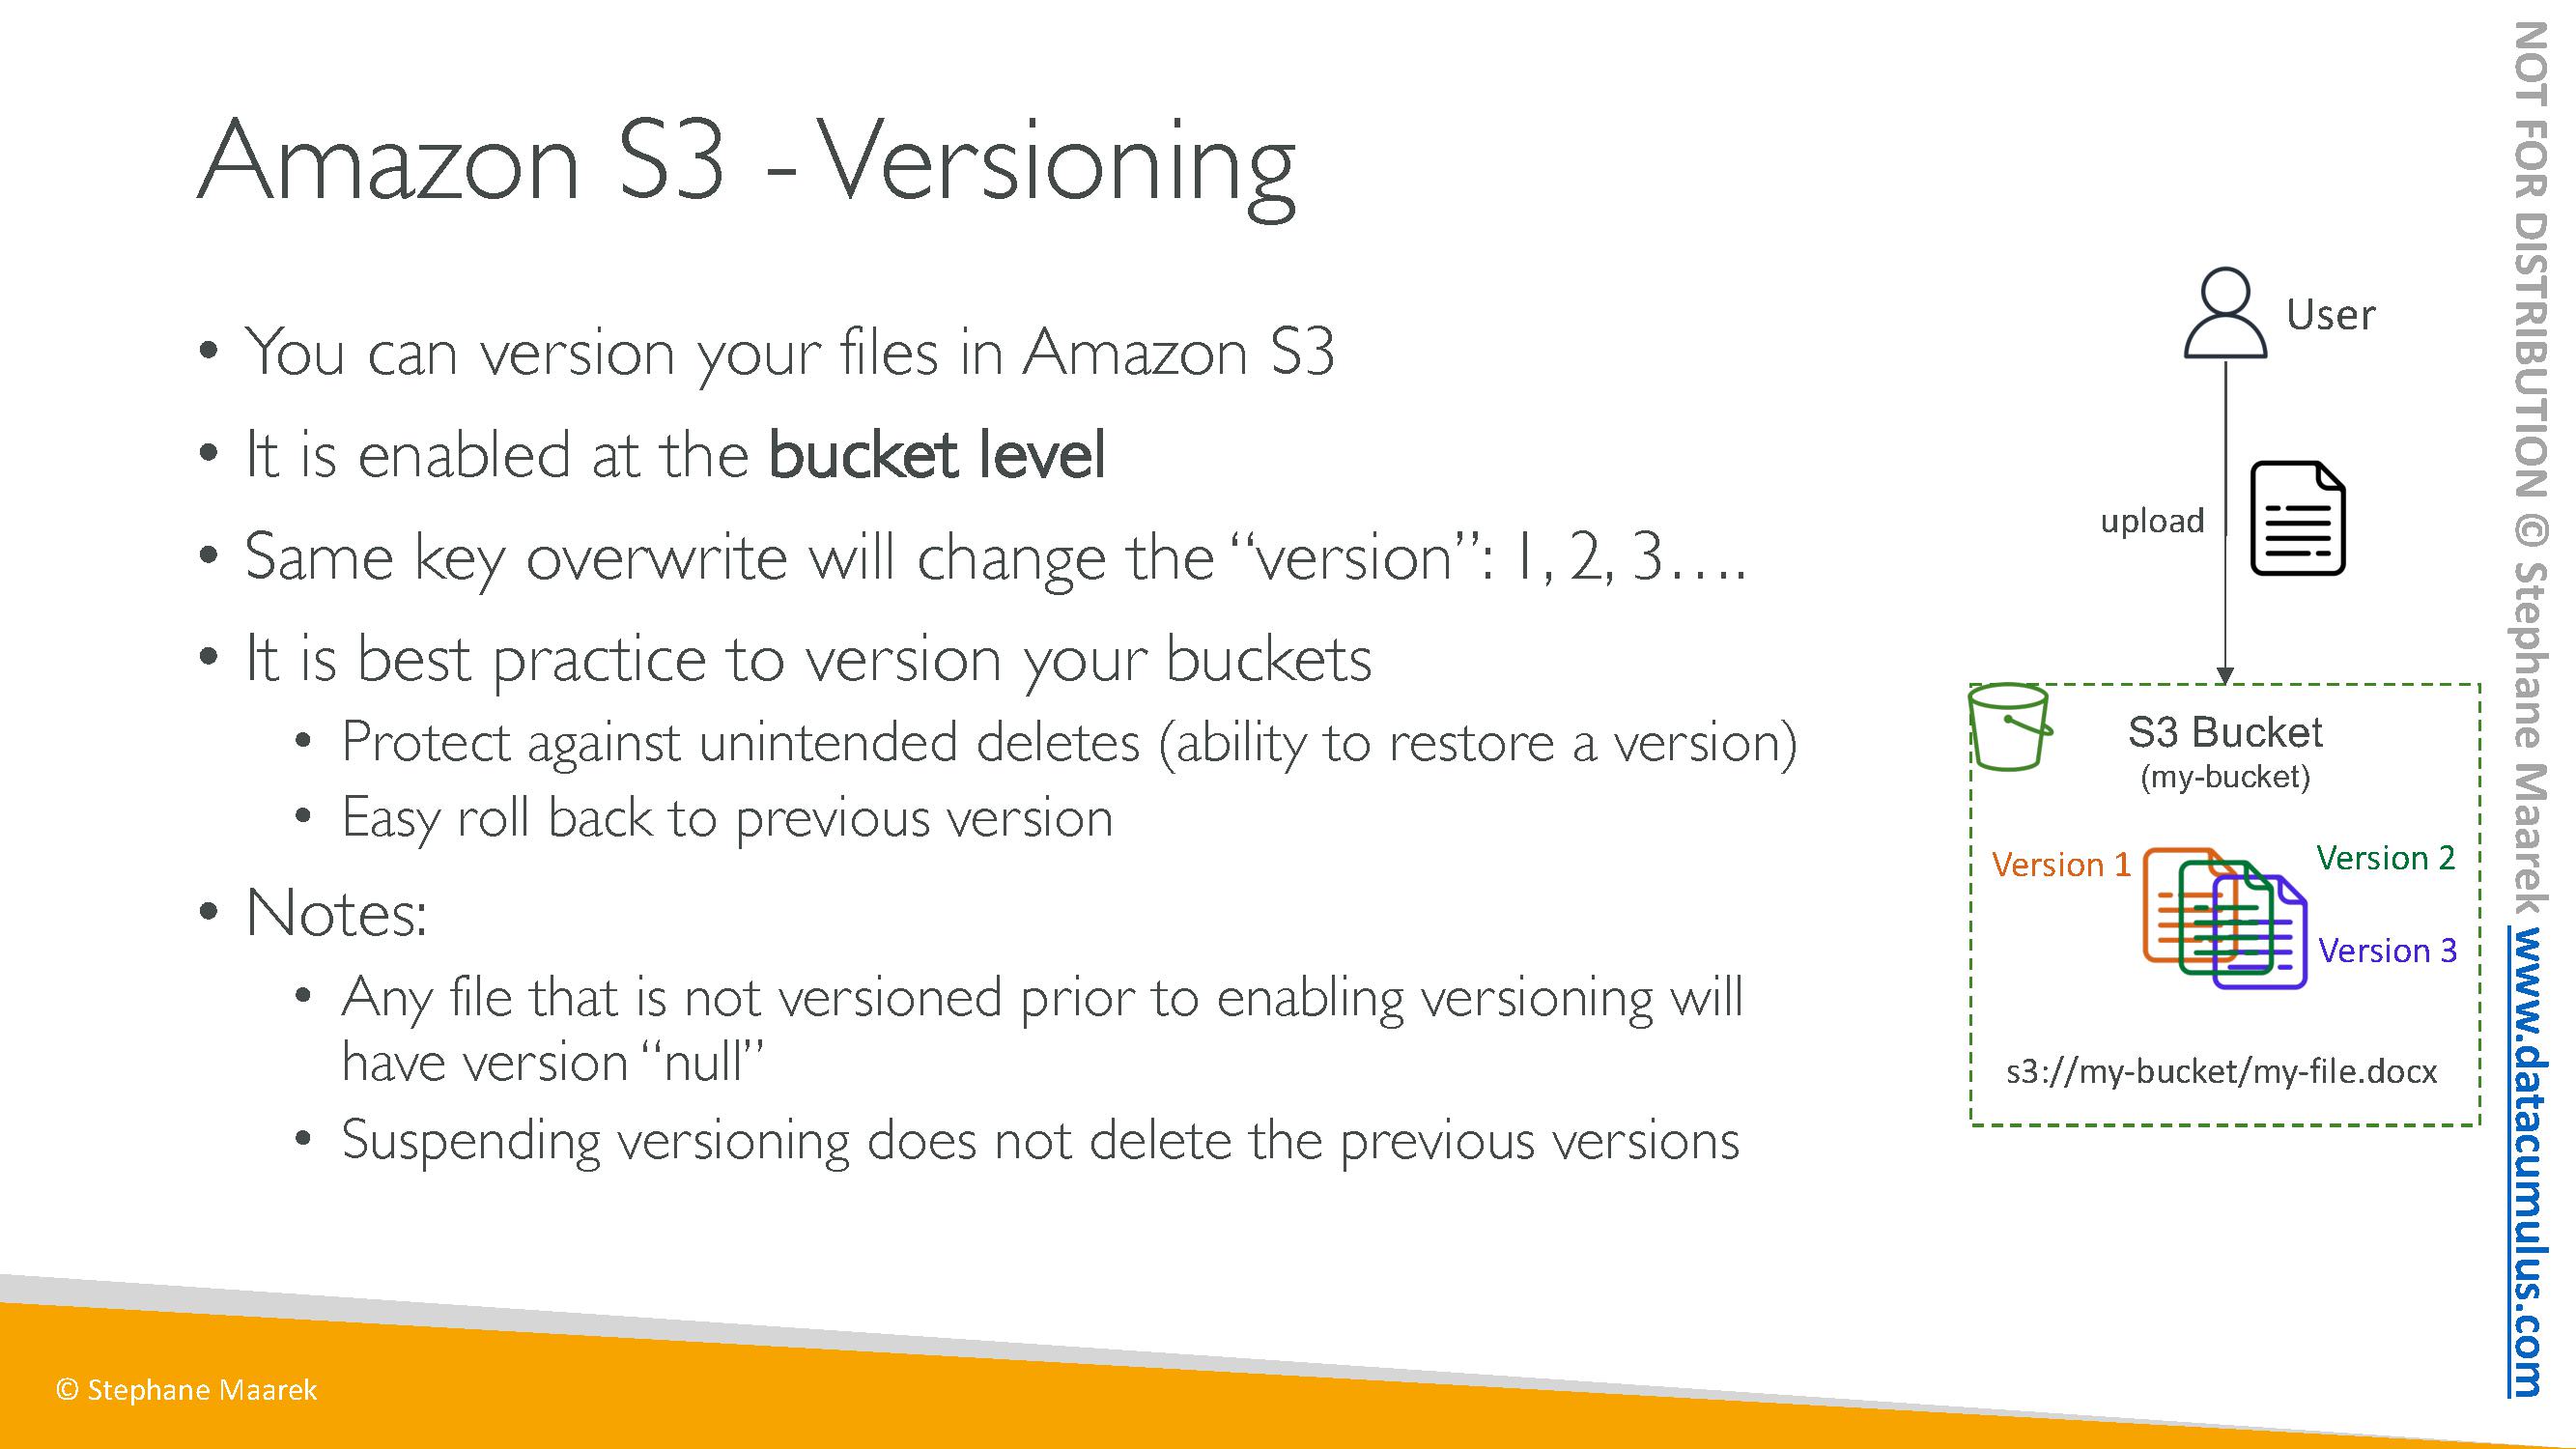 Amazon S3 - Versioning
• You can version your files in Amazon S3
• It is enabled at the bucket level
• Same key overwrite will change the “version”: 1, 2, 3….
• It is best practice to version your buckets
• Protect against unintended deletes (ability to restore a version)
• Easy roll back to previous version
• Notes:
• Any file that is not versioned prior to enabling versioning will
have version “null”
• Suspending versioning does not delete the previous versions
User
upload
S3 Bucket
(my-bucket)
Version 1
Version 2
Version 3
s3://my-bucket/my-file.docx
© Stephane Maarek
NOT FOR DISTRIBUTION © Stephane Maarek www.datacumulus.com